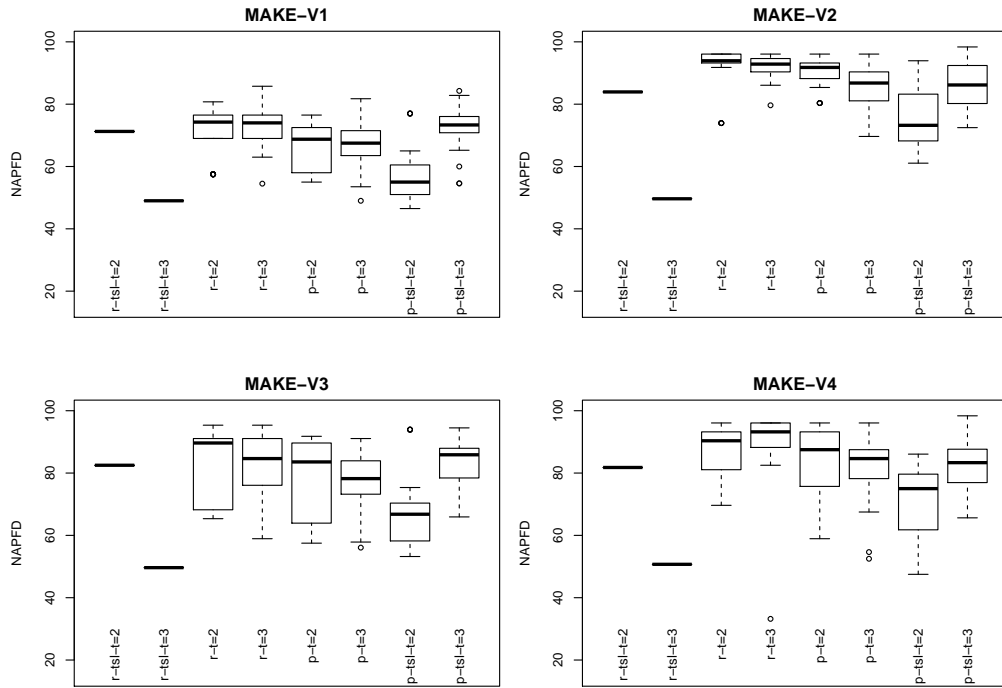 MAKE−V1
NAPFD
100
80
60
40
20
r−tsl−t=2
r−tsl−t=3
r−t=2
r−t=3
p−t=2
p−t=3
p−tsl−t=2
p−tsl−t=3
MAKE−V2
NAPFD
100
80
60
40
20
r−tsl−t=2
r−tsl−t=3
r−t=2
r−t=3
p−t=2
p−t=3
p−tsl−t=2
p−tsl−t=3
MAKE−V3
NAPFD
100
80
60
40
20
r−tsl−t=2
r−tsl−t=3
r−t=2
r−t=3
p−t=2
p−t=3
p−tsl−t=2
p−tsl−t=3
MAKE−V4
NAPFD
100
80
60
40
20
r−tsl−t=2
r−tsl−t=3
r−t=2
r−t=3
p−t=2
p−t=3
p−tsl−t=2
p−tsl−t=3